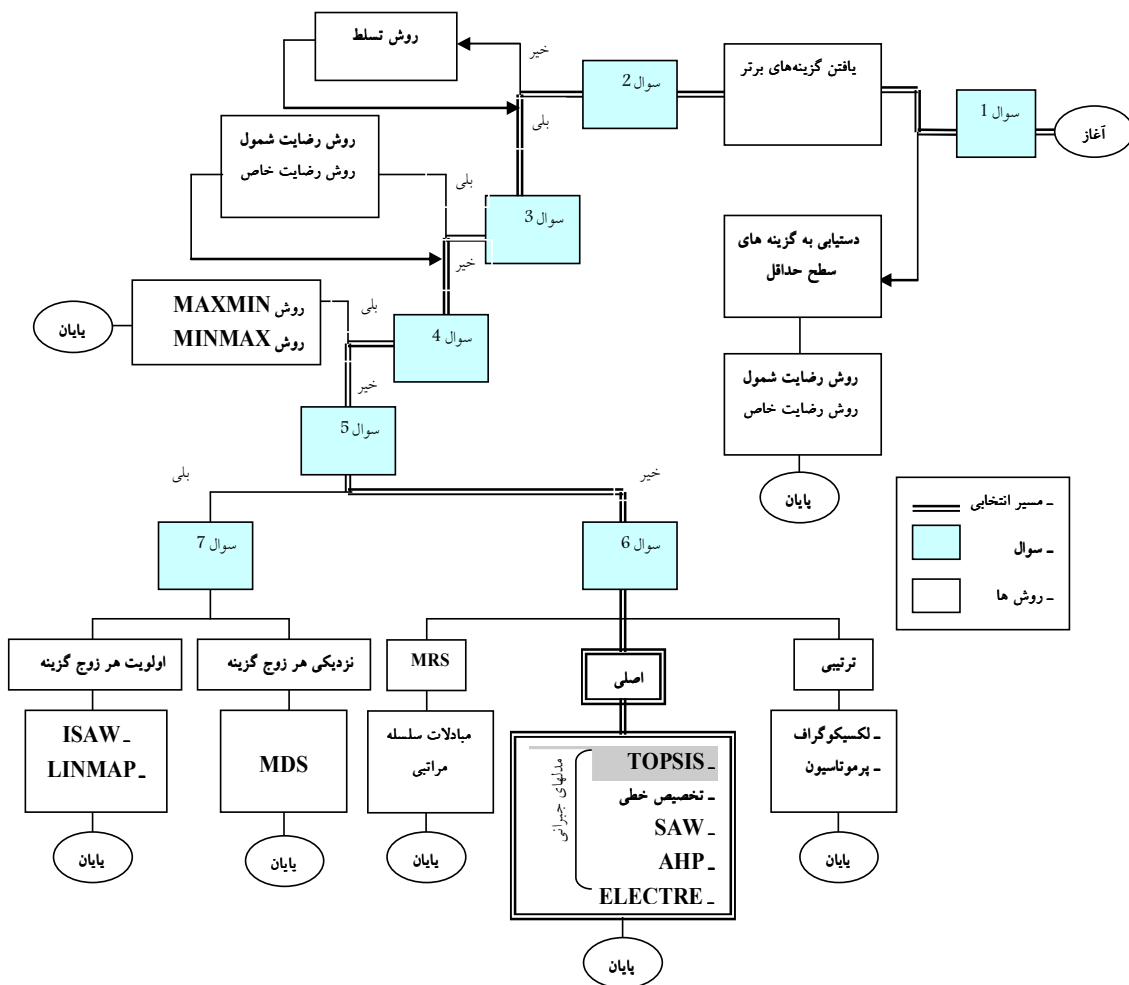 آغاز
سوال 1
یافتن گزینه‌های برتر
سوال 2
خیر
روش تسلط
بلی
سوال 3
بلی
روش رضایت شمول
روش رضایت خاص
خیر
دستیابی به گزینه های
سطح حداقل
روش رضایت شمول
روش رضایت خاص
پایان
سوال 4
بلی
روش MAXMIN
روش MINMAX
پایان
خیر
سوال 5
خیر
بلی
سوال 6
سوال 7
ـ مسیر انتخابی
ـ سوال
ـ روش ها
ترتیبی
اصلی
MRS
نزدیکی هر زوج گزینه
اولویت هر زوج گزینه
ـ لکسیکوگراف
ـ پرموتاسیون
پایان
ـ TOPSIS
ـ تخصیص خطی
ـ SAW
ـ AHP
ـ ELECTRE
مدلهای جبرانی
پایان
مبادلات سلسله
مراتبی
پایان
MDS
پایان
ـ ISAW
ـ LINMAP
پایان